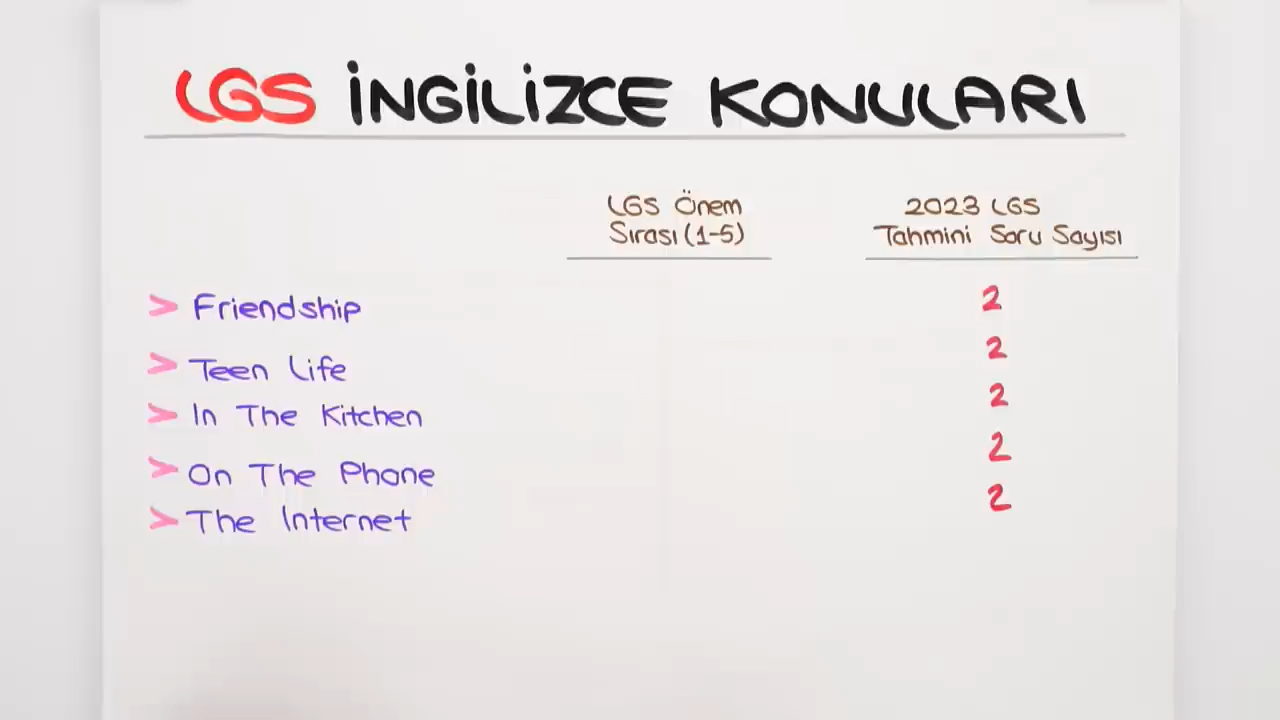 LGS İNGİLİZCE KONULARI
LGS Önem
Sırası (1-5)
2023 LGS
Tahmini Soru Sayısı
> Friendship 2
> Teen Life 2
> In The Kitchen 2
> On The Phone 2
> The Internet 2